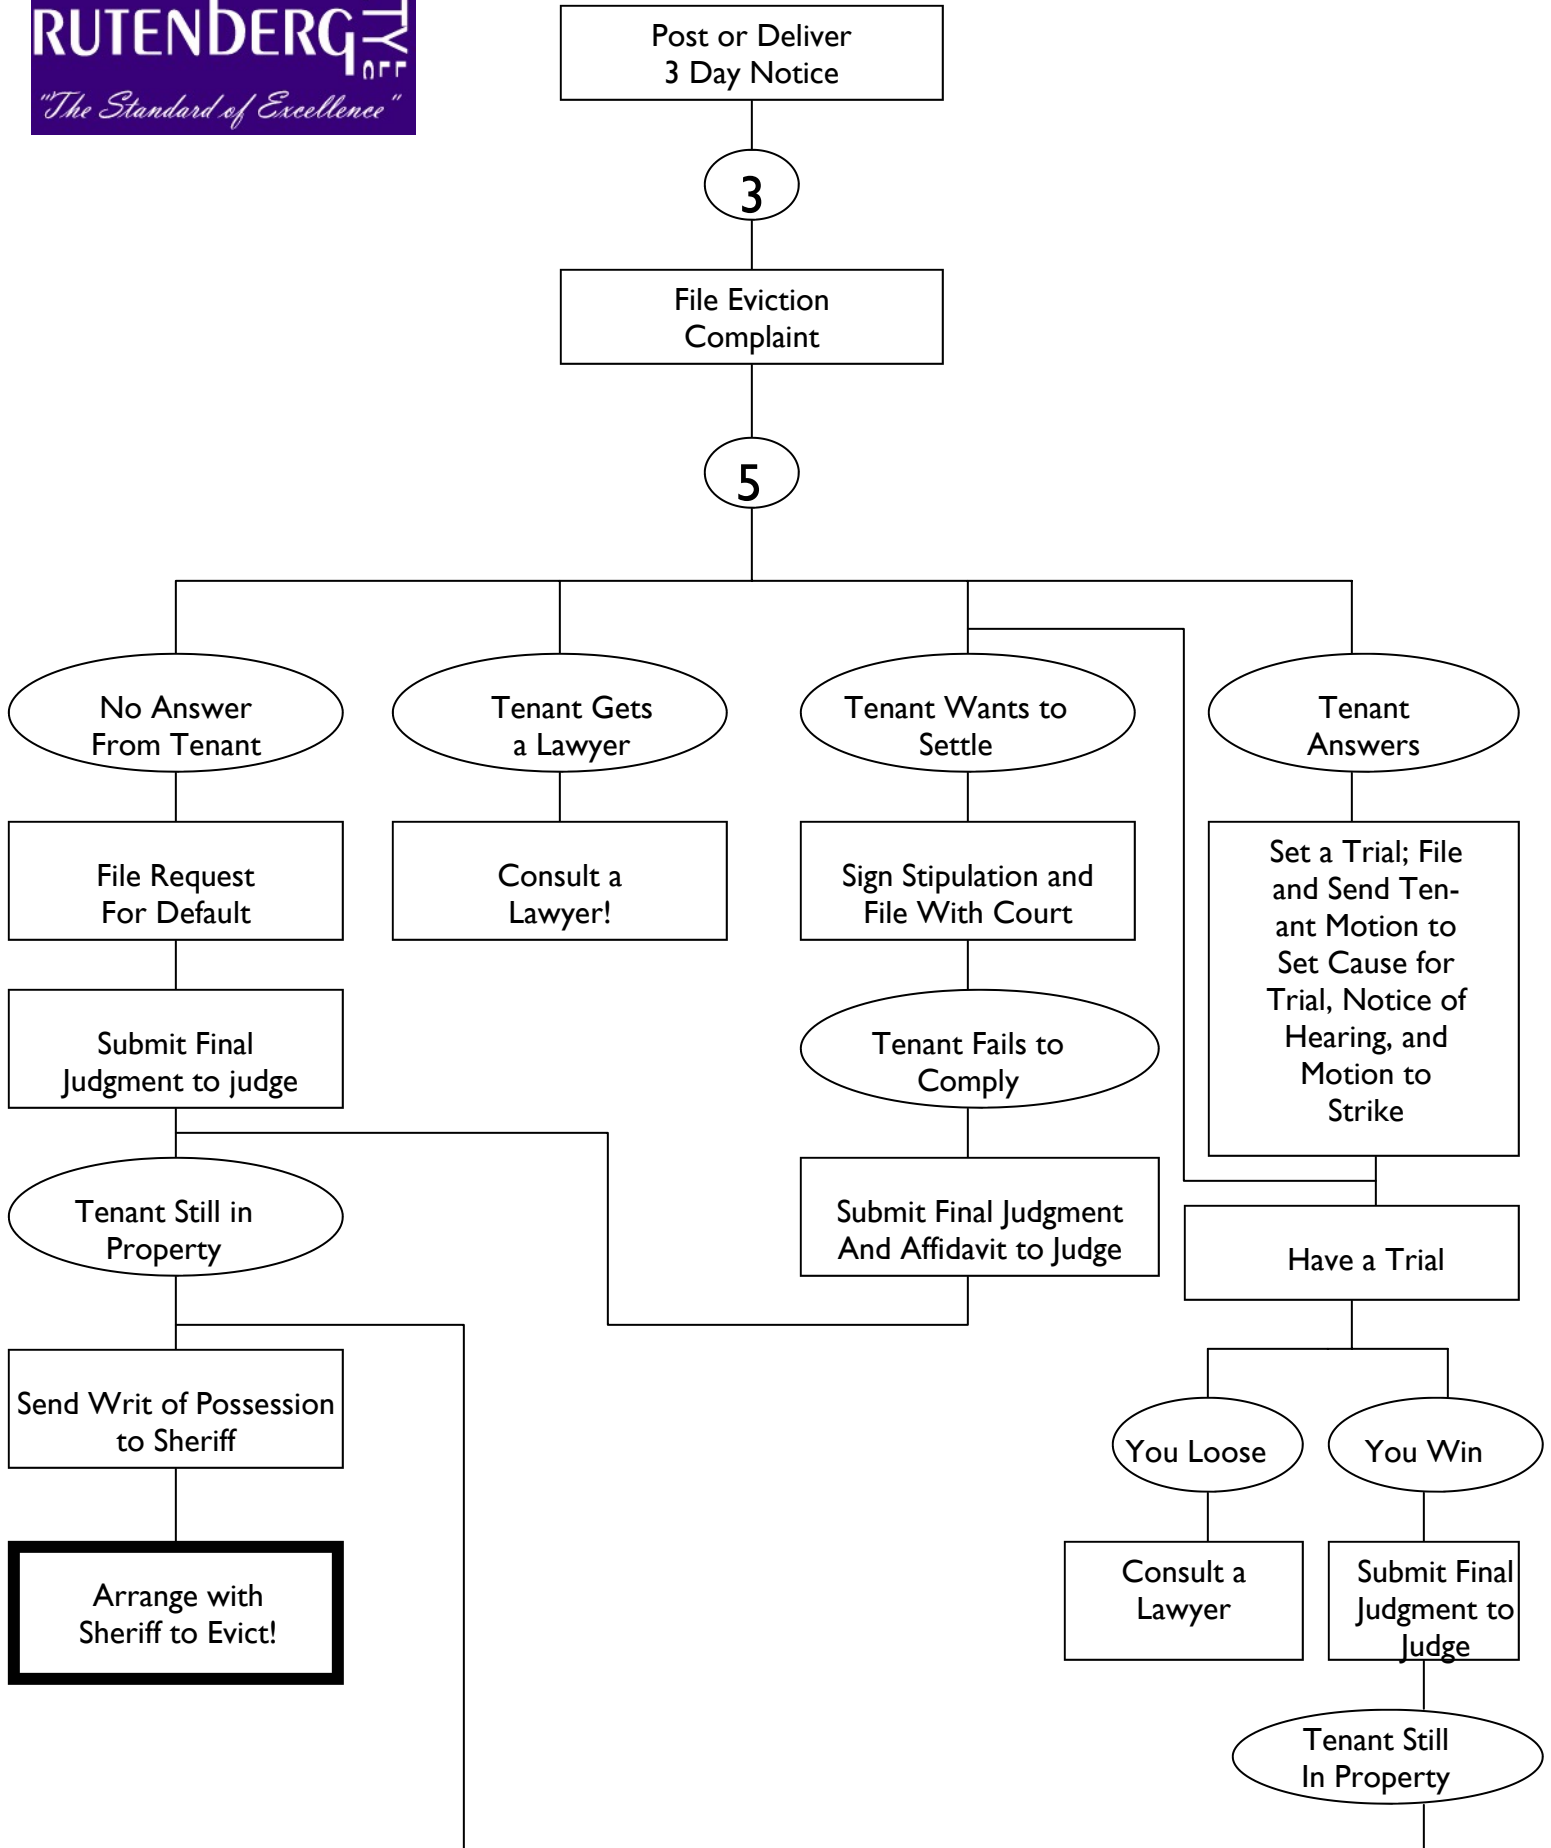 RUTENBERG
"The Standard of Excellence"
Post or Deliver
3 Day Notice
3
File Eviction
Complaint
5
No Answer
From Tenant
Tenant Gets
a Lawyer
Tenant Wants to
Settle
Tenant
Answers
File Request
For Default
Consult a
Lawyer!
Sign Stipulation and
File With Court
Set a Trial; File
and Send Ten-
ant Motion to
Set Cause for
Trial, Notice of
Hearing, and
Motion to
Strike
Submit Final
Judgment to judge
Tenant Fails to
Comply
Tenant Still in
Property
Submit Final Judgment
And Affidavit to Judge
Have a Trial
Send Writ of Possession
to Sheriff
You Loose
You Win
Arrange with
Sheriff to Evict!
Consult a
Lawyer
Submit Final
Judgment to
Judge
Tenant Still
In Property